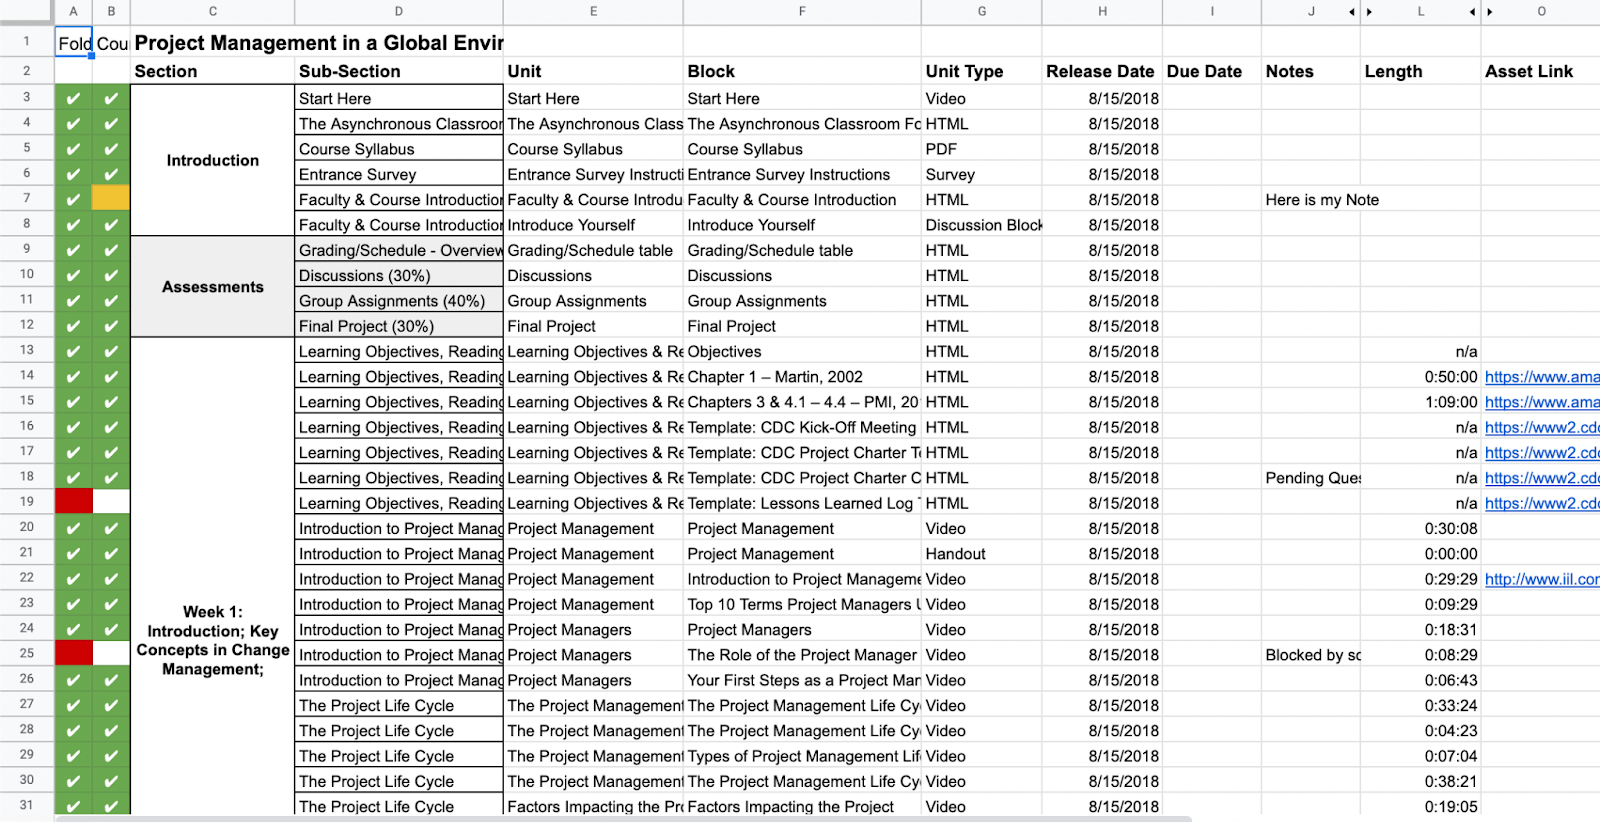 A B C D E F G H I J L O
1 Fold Cou Project Management in a Global Envir
2 Section Sub-Section Unit Block Unit Type Release Date Due Date Notes Length Asset Link
3 ✔ ✔ Start Here Start Here Start Here Video 8/15/2018
4 ✔ ✔ The Asynchronous Classroor The Asynchronous Class The Asynchronous Classroom Fo HTML 8/15/2018
5 ✔ ✔ Course Syllabus Course Syllabus Course Syllabus PDF 8/15/2018
Introduction
6 ✔ ✔ Entrance Survey Entrance Survey Instructi Entrance Survey Instructions Survey 8/15/2018
7 ✔ Faculty & Course Introduction Faculty & Course Introdu Faculty & Course Introduction HTML 8/15/2018 Here is my Note
8 ✔ ✔ Faculty & Course Introduction Introduce Yourself Introduce Yourself Discussion Block 8/15/2018
9 ✔ ✔ Grading/Schedule - Overview Grading/Schedule table Grading/Schedule table HTML 8/15/2018
10 ✔ ✔ Discussions (30%) Discussions Discussions HTML 8/15/2018
Assessments
11 ✔ ✔ Group Assignments (40%) Group Assignments Group Assignments HTML 8/15/2018
12 ✔ ✔ Final Project (30%) Final Project Final Project HTML 8/15/2018
13 ✔ ✔ Learning Objectives, Reading Learning Objectives & Re Objectives HTML 8/15/2018 n/a
14 ✔ ✔ Learning Objectives, Reading Learning Objectives & Re Chapter 1 – Martin, 2002 HTML 8/15/2018 0:50:00 https://www.ama
15 ✔ ✔ Learning Objectives, Reading Learning Objectives & Re Chapters 3 & 4.1 – 4.4 – PMI, 20 HTML 8/15/2018 1:09:00 https://www.ama
16 ✔ ✔ Learning Objectives, Reading Learning Objectives & Re Template: CDC Kick-Off Meeting HTML 8/15/2018 n/a https://www2.cdc
17 ✔ ✔ Learning Objectives, Reading Learning Objectives & Re Template: CDC Project Charter T HTML 8/15/2018 n/a https://www2.cdc
18 ✔ ✔ Learning Objectives, Reading Learning Objectives & Re Template: CDC Project Charter C HTML 8/15/2018 Pending Ques n/a https://www2.cdc
19 Learning Objectives, Reading Learning Objectives & Re Template: Lessons Learned Log T HTML 8/15/2018 n/a https://www2.cdc
20 ✔ ✔ Introduction to Project Manag Project Management Project Management Video 8/15/2018 0:30:08
21 ✔ ✔ Introduction to Project Manag Project Management Project Management Handout 8/15/2018 0:00:00
22 ✔ ✔ Introduction to Project Manag Project Management Introduction to Project Manageme Video 8/15/2018 0:29:29 http://www.iil.con
23 ✔ ✔ Introduction to Project Manag Project Management Top 10 Terms Project Managers U Video 8/15/2018 0:09:29
Week 1:
Introduction; Key
Concepts in Change
Management;
24 ✔ ✔ Introduction to Project Manag Project Managers Project Managers Video 8/15/2018 0:18:31
25 Introduction to Project Manag Project Managers The Role of the Project Manager Video 8/15/2018 Blocked by sc 0:08:29
26 ✔ ✔ Introduction to Project Manag Project Managers Your First Steps as a Project Man Video 8/15/2018 0:06:43
27 ✔ ✔ The Project Life Cycle The Project Management The Project Management Life Cy Video 8/15/2018 0:33:24
28 ✔ ✔ The Project Life Cycle The Project Management The Project Management Life Cy Video 8/15/2018 0:04:23
29 ✔ ✔ The Project Life Cycle The Project Management Types of Project Management Lif Video 8/15/2018 0:07:04
30 ✔ ✔ The Project Life Cycle The Project Management The Project Management Life Cy Video 8/15/2018 0:38:21
31 ✔ ✔ The Project Life Cycle Factors Impacting the Pro Factors Impacting the Project Video 8/15/2018 0:19:05